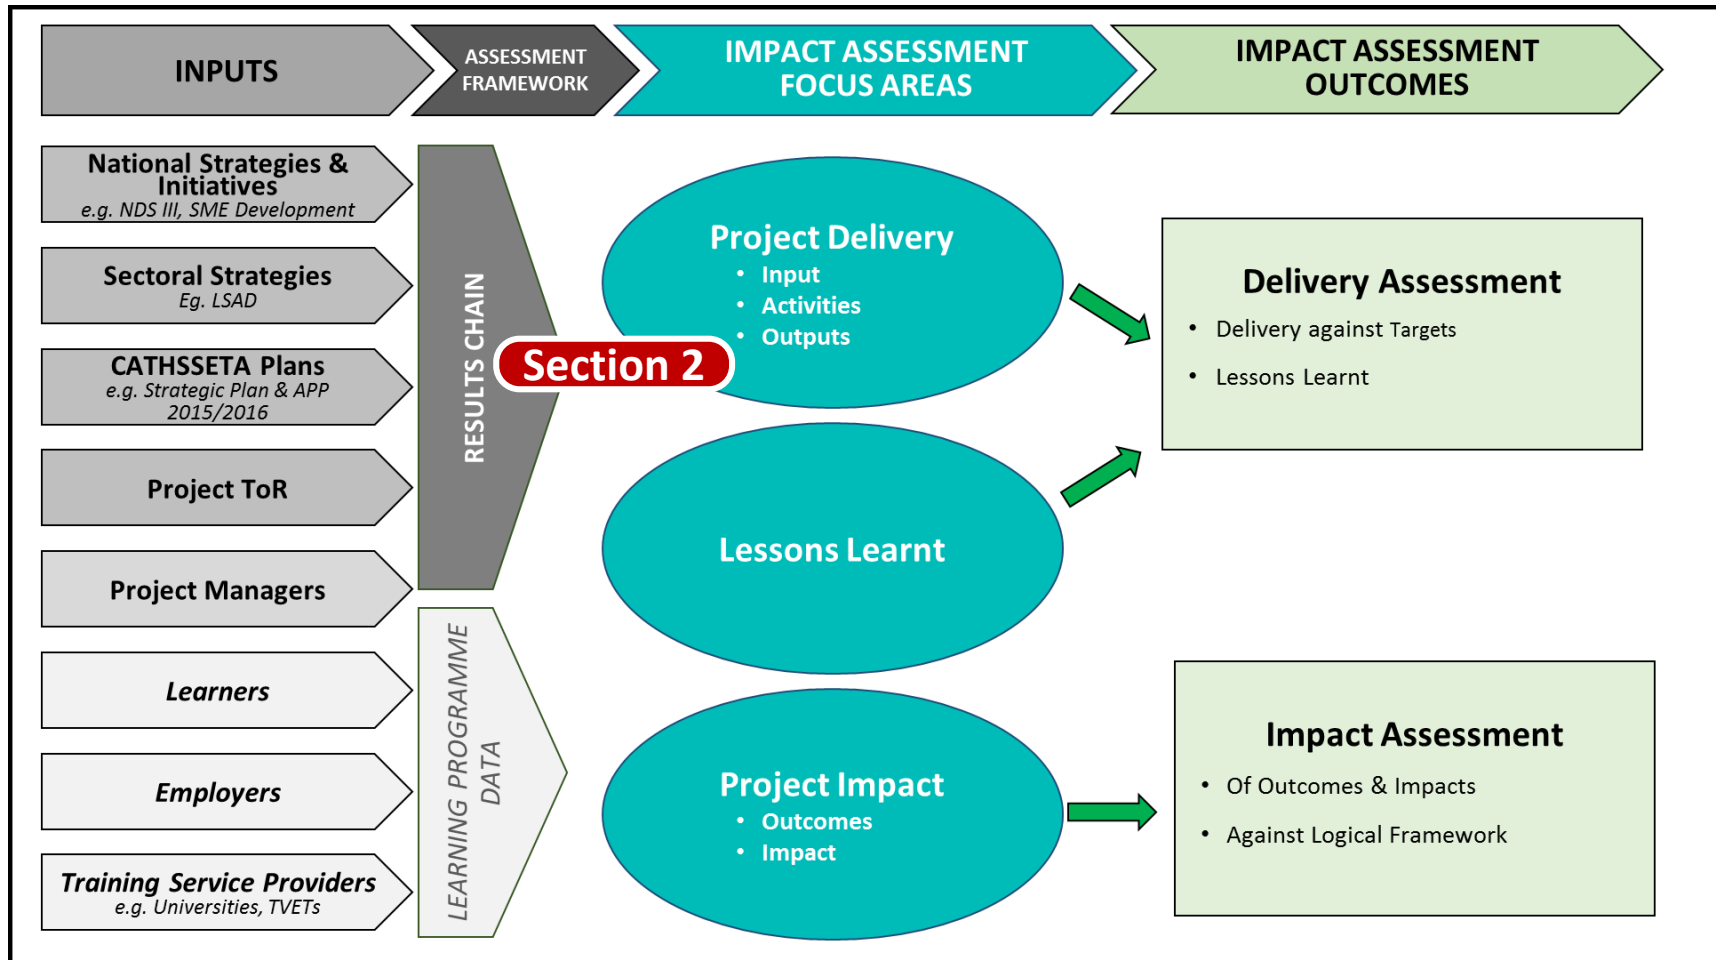 INPUTS
ASSESSMENT
FRAMEWORK
IMPACT ASSESSMENT
FOCUS AREAS
IMPACT ASSESSMENT
OUTCOMES
National Strategies &
Initiatives
e.g. NDS III, SME Development
Sectoral Strategies
Eg. LSAD
CATHSSETA Plans
e.g. Strategic Plan & APP
2015/2016
Project ToR
Project Managers
Learners
Employers
Training Service Providers
e.g. Universities, TVETs
RESULTS CHAIN
LEARNING PROGRAMME
DATA
Section 2
Project Delivery
• Input
• Activities
• Outputs
Lessons Learnt
Project Impact
• Outcomes
• Impact
Delivery Assessment
• Delivery against Targets
• Lessons Learnt
Impact Assessment
• Of Outcomes & Impacts
• Against Logical Framework